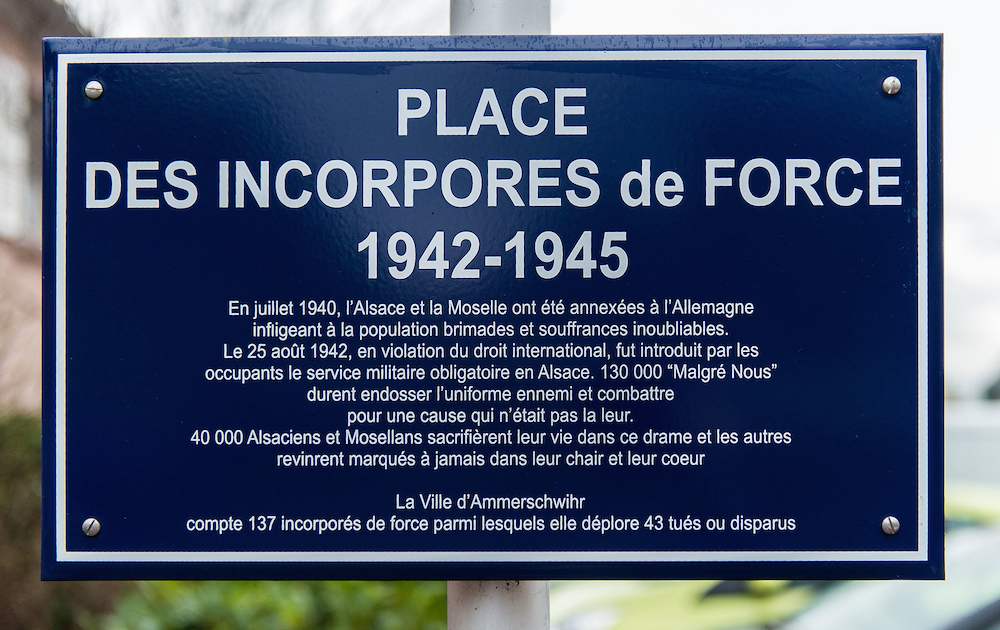 PLACE
DES INCORPORES de FORCE
1942-1945
En juillet 1940, l'Alsace et la Moselle ont été annexées à l'Allemagne
infligeant à la population brimades et souffrances inoubliables.
Le 25 août 1942, en violation du droit international, fut introduit par les
occupants le service militaire obligatoire en Alsace. 130 000 “Malgré Nous”
durent endosser l'uniforme ennemi et combattre
pour une cause qui n'était pas la leur.
40 000 Alsaciens et Mosellans sacrifièrent leur vie dans ce drame et les autres
revinrent marqués à jamais dans leur chair et leur coeur
La Ville d'Ammerschwihr
compte 137 incorporés de force parmi lesquels elle déplore 43 tués ou disparus